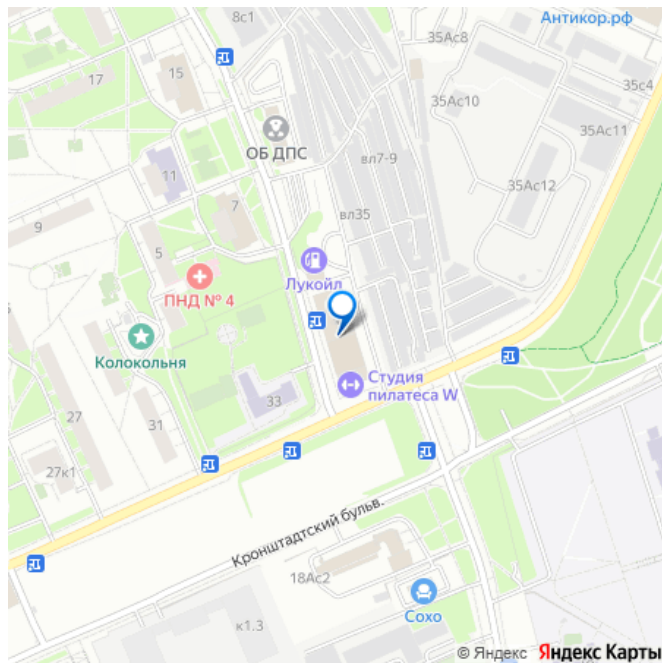 8с1
Антикор.рф
35Ас8
17
15
35с4
35Ас10
ОБ ДПС
35Ас11
вл7-9
11
35Ас12
7
вл35
9
5
ПНД № 4
Лукойл
Колокольня
Студия
пилатеса W
33
27
31
27к1
Кронштадтский бульв.
18Ас2
Сохо
к1.3
© Яндекс Яндекс Карты